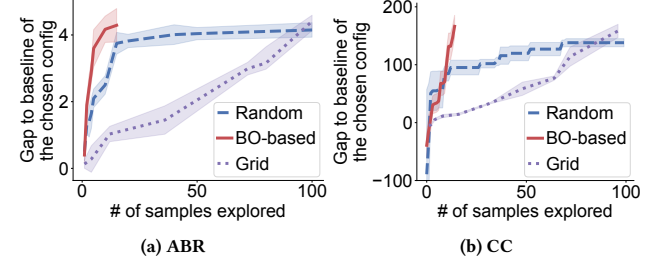 Gap to baseline of
the chosen config
4
2
0
0
50
100
# of samples explored
Random
BO-based
Grid
(a) ABR
Gap to baseline of
the chosen config
200
100
0
−100
0
50
100
# of samples explored
Random
BO-based
Grid
(b) CC